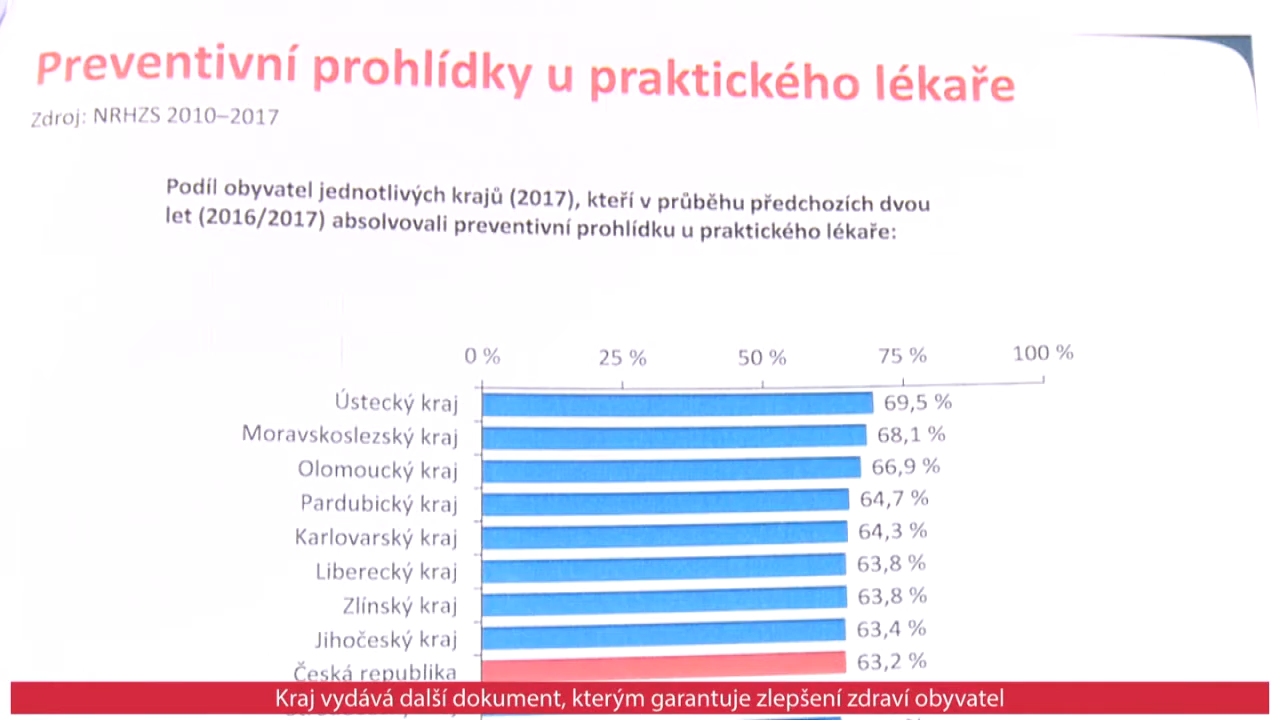 Preventivní prohlídky u praktického lékaře
Zdroj: NRHZS 2010–2017
Podíl obyvatel jednotlivých krajů (2017), kteří v průběhu předchozích dvou
let (2016/2017) absolvovali preventivní prohlídku u praktického lékaře:
0 % 25 % 50 % 75 % 100 %
Ústecký kraj 69,5 %
Moravskoslezský kraj 68,1 %
Olomoucký kraj 66,9 %
Pardubický kraj 64,7 %
Karlovarský kraj 64,3 %
Liberecký kraj 63,8 %
Zlínský kraj 63,8 %
Jihočeský kraj 63,4 %
Česká republika 63,2 %
Kraj vydává další dokument, kterým garantuje zlepšení zdraví obyvatel